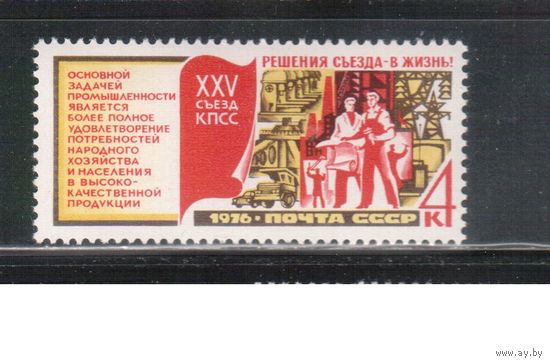 ОСНОВНОЙ
ЗАДАЧЕЙ
ПРОМЫШЛЕННОСТИ
ЯВЛЯЕТСЯ
БОЛЕЕ ПОЛНОЕ
УДОВЛЕТВОРЕНИЕ
ПОТРЕБНОСТЕЙ
НАРОДНОГО
ХОЗЯЙСТВА
И НАСЕЛЕНИЯ
В ВЫСОКО-
КАЧЕСТВЕННОЙ
ПРОДУКЦИИ
XXV
СЪЕЗД
КПСС
РЕШЕНИЯ СЪЕЗДА - В ЖИЗНЬ!
1976 • ПОЧТА СССР
4 К
www.ay.by